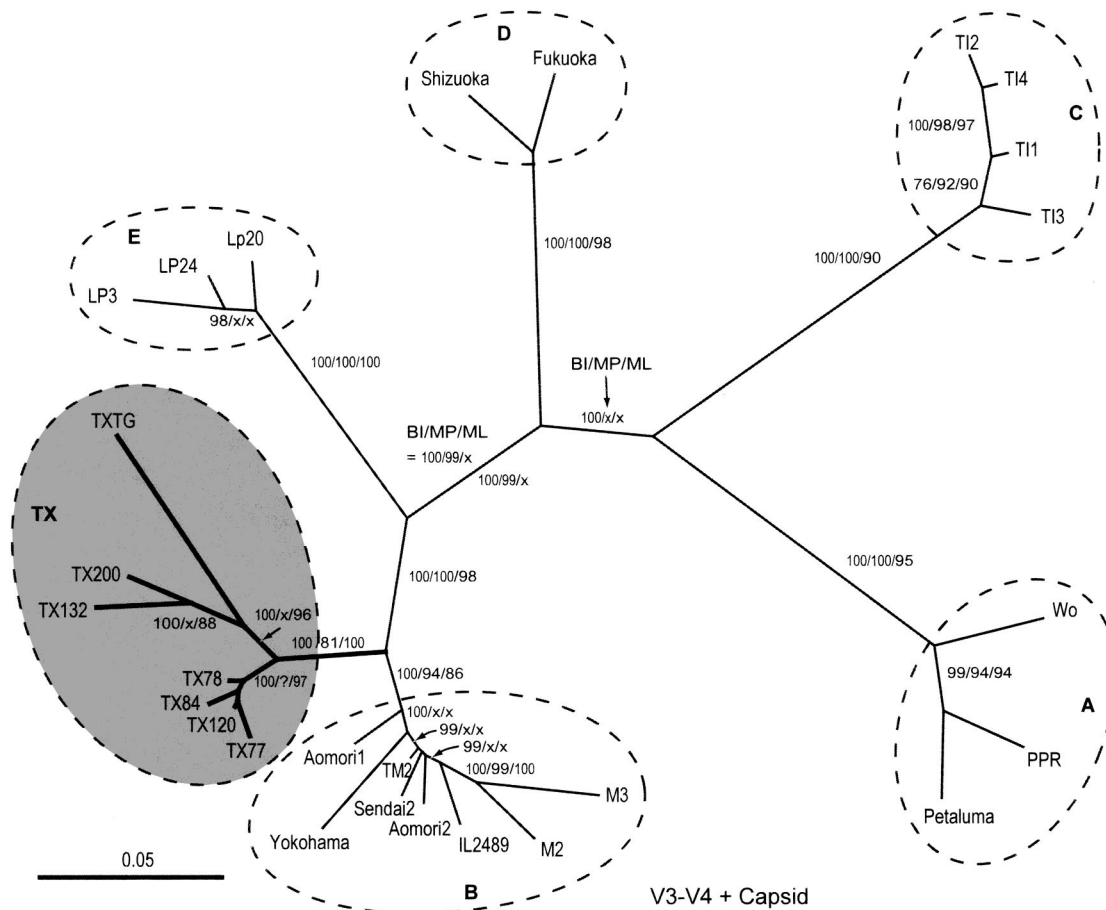 D
Fukuoka
Shizuoka
TI2
TI4
C
100/98/97
TI1
76/92/90
TI3
E
Lp20
LP24
LP3
98/x/x
100/100/98
100/100/90
100/100/100
BI/MP/ML
100/x/x
TXTG
BI/MP/ML
= 100/99/x
100/99/x
TX
TX200
TX132
100/x/96
100/x/88
100/81/100
100/100/98
100/100/95
TX78
100/?/97
TX84
TX120
TX77
100/94/86
Wo
99/94/94
A
PPR
Petaluma
100/x/x
99/x/x
99/x/x
Aomori1
TM2
100/99/100
Sendai2
Aomori2
M3
Yokohama
IL2489
M2
B
0.05
V3-V4 + Capsid